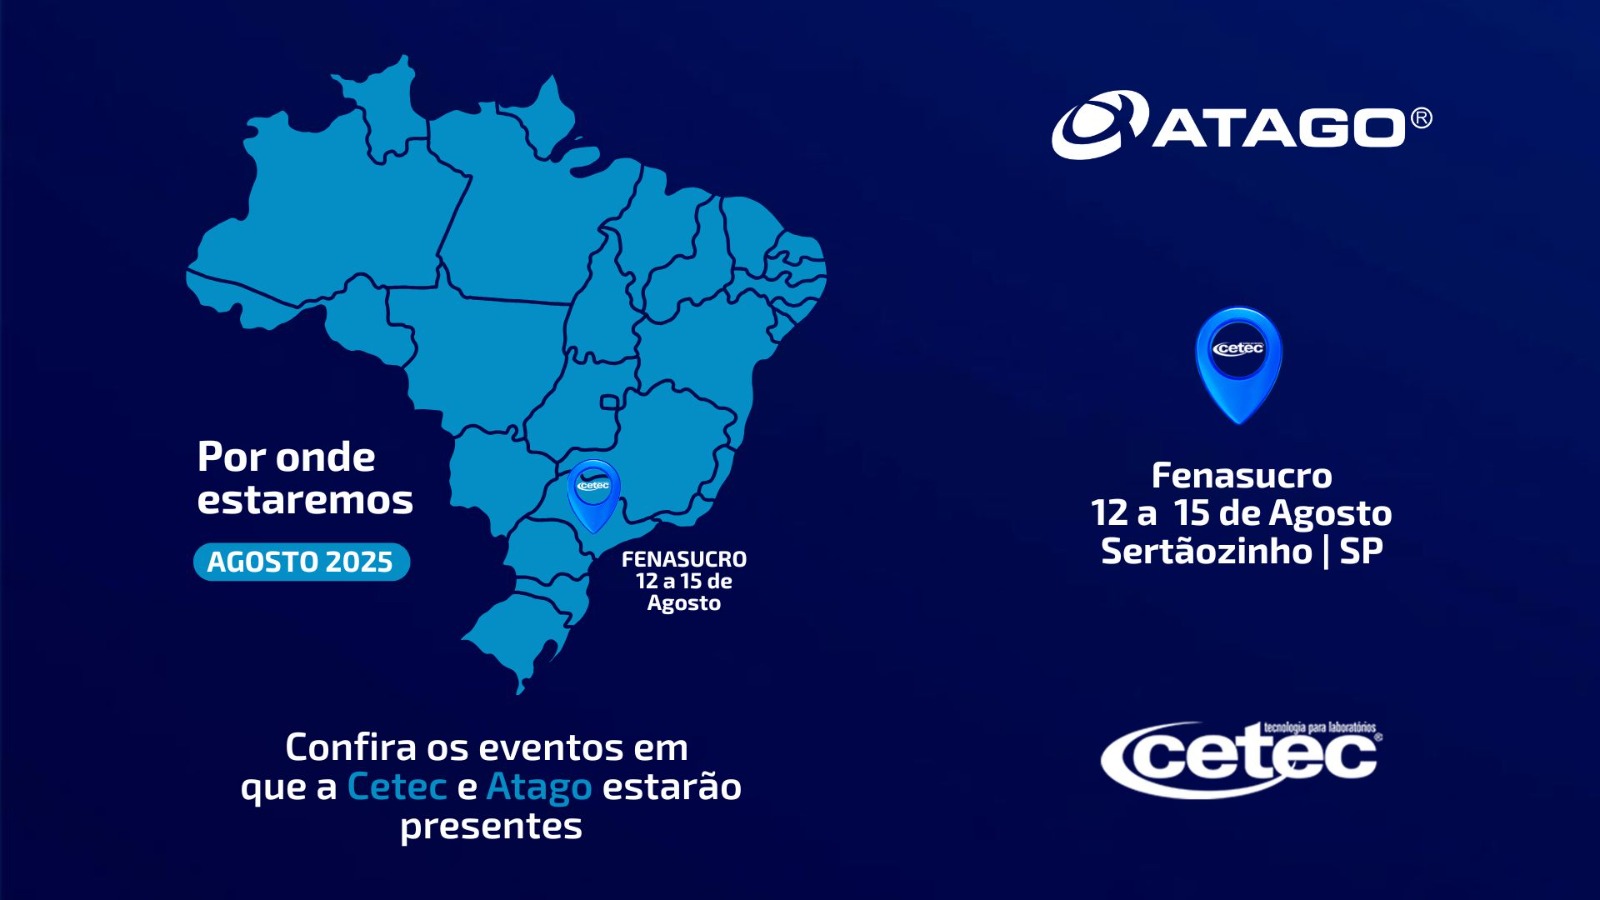 ATAGO®
cetec
Por onde
estaremos
AGOSTO 2025
cetec
FENASUCRO
12 a 15 de
Agosto
Fenasucro
12 a 15 de Agosto
Sertãozinho | SP
Confira os eventos em
que a Cetec e Atago estarão
presentes
tecnologia para laboratórios
cetec®